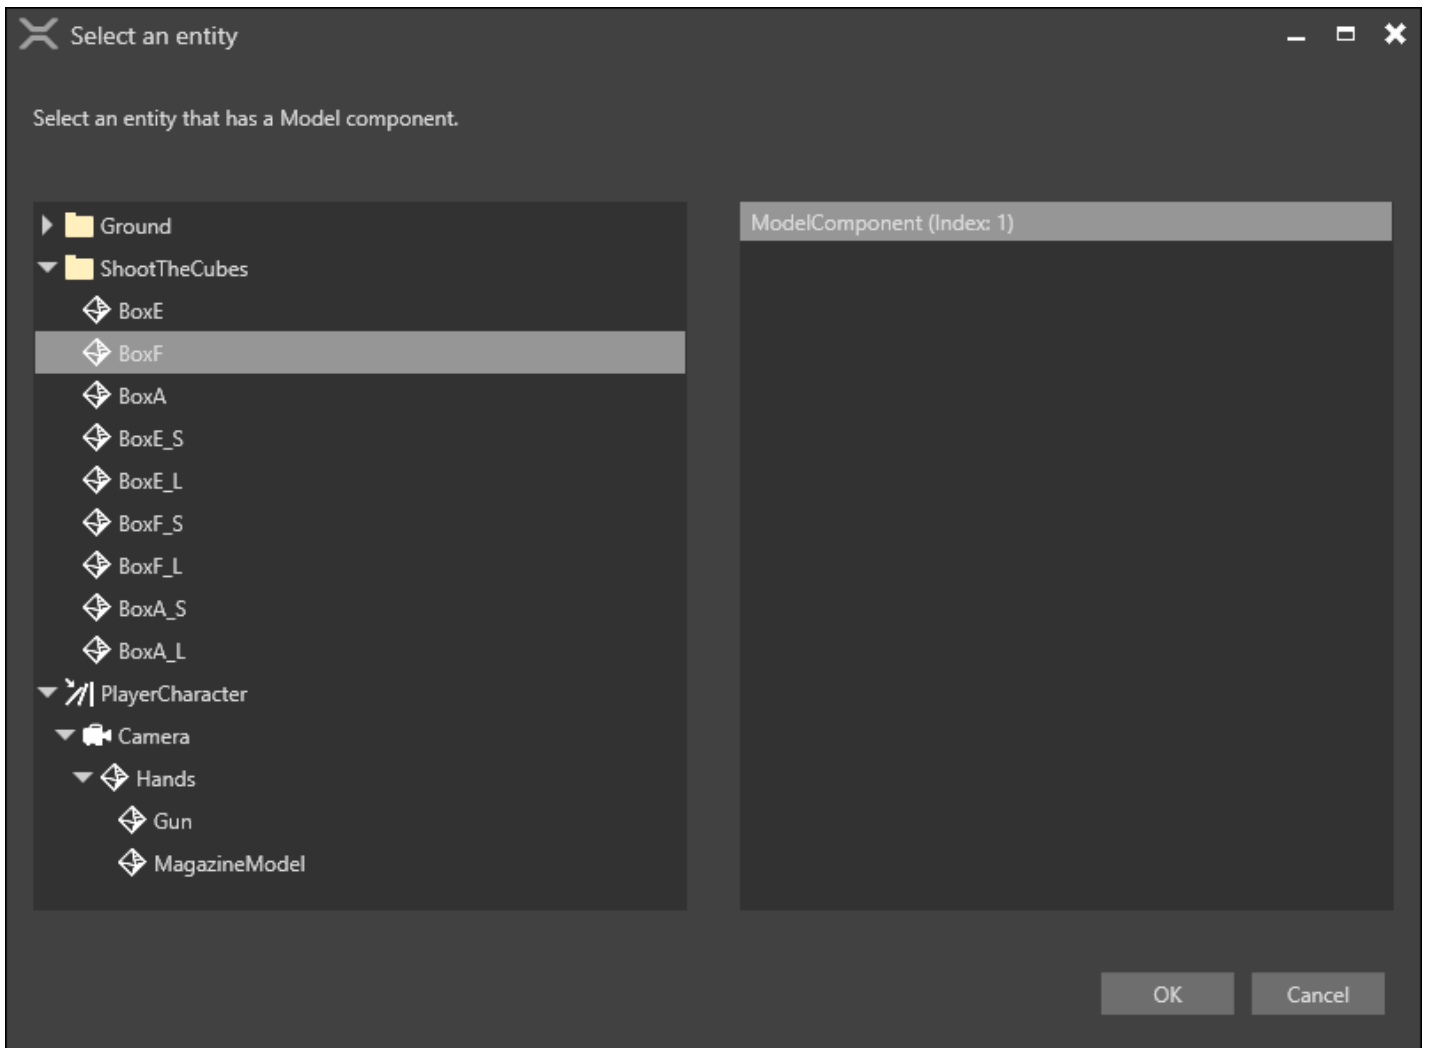 Select an entity
Select an entity that has a Model component.
Ground
ShootTheCubes
BoxE
BoxF
BoxA
BoxE_S
BoxE_L
BoxF_S
BoxF_L
BoxA_S
BoxA_L
PlayerCharacter
Camera
Hands
Gun
MagazineModel
ModelComponent (Index: 1)
OK
Cancel